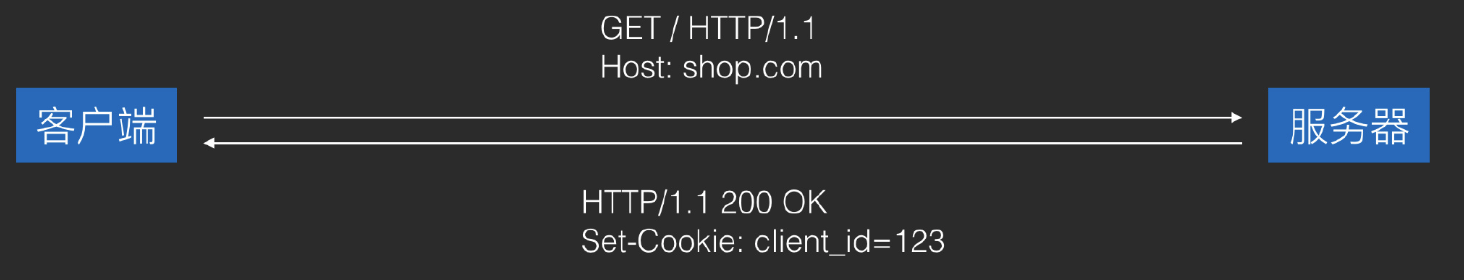 GET / HTTP/1.1
Host: shop.com
客户端
服务器
HTTP/1.1 200 OK
Set-Cookie: client_id=123